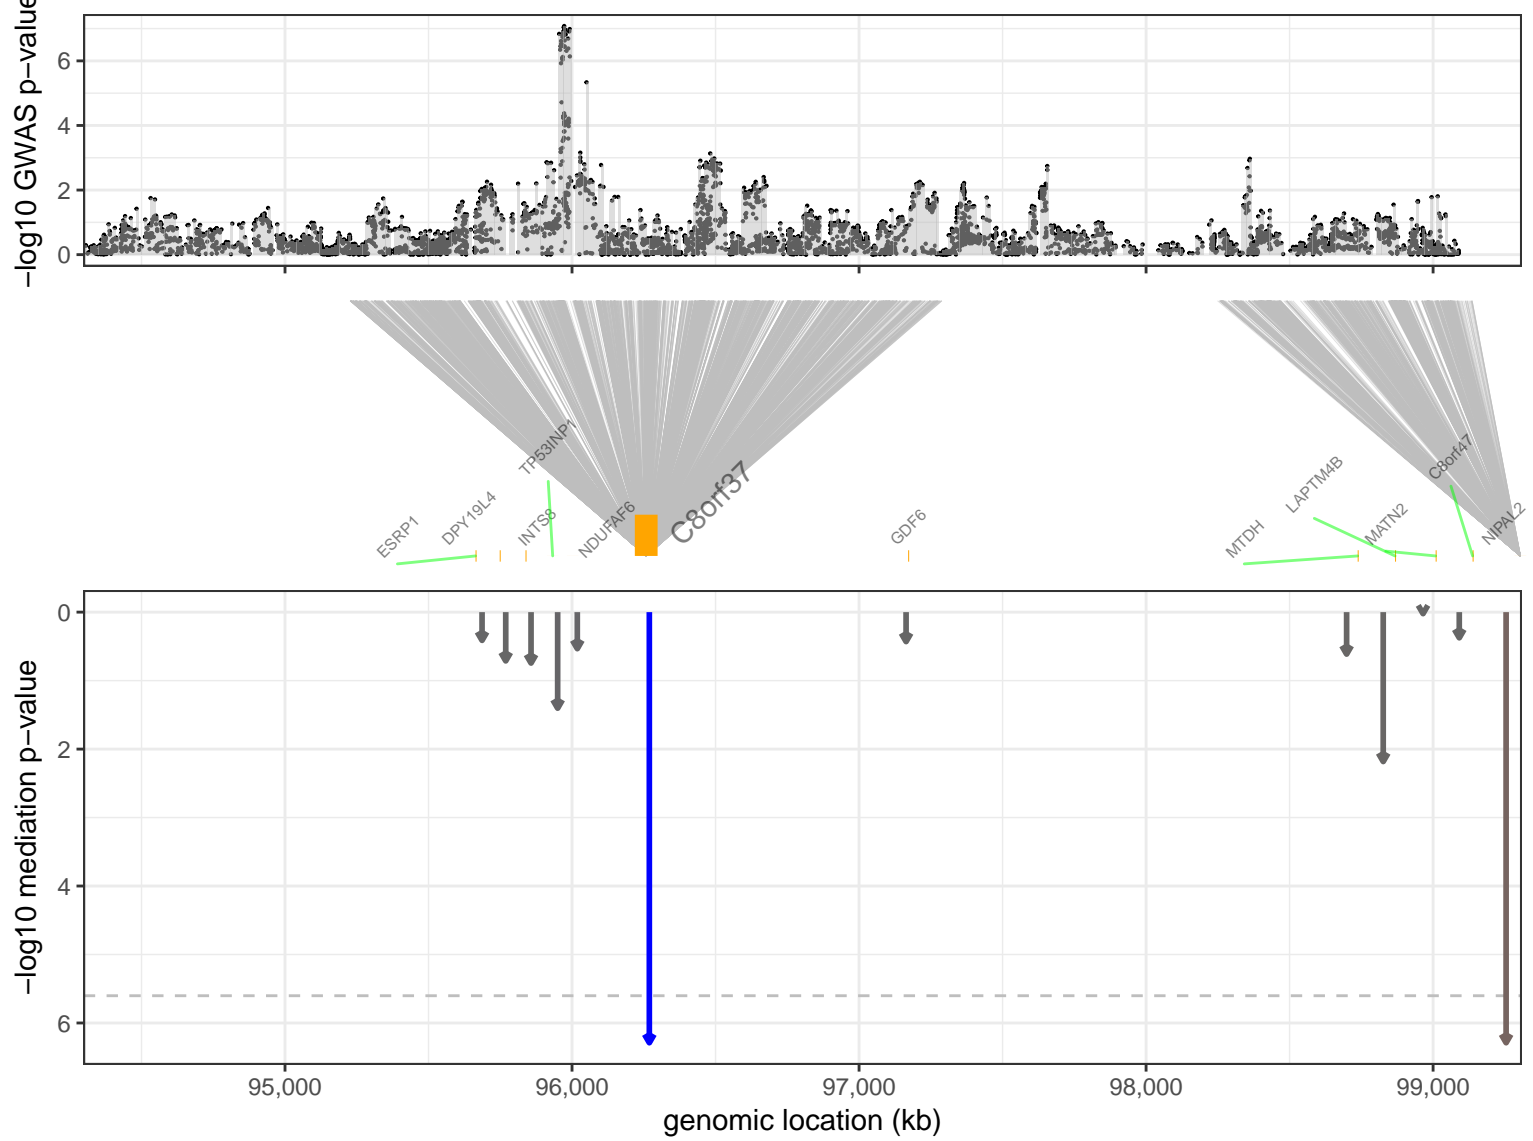 −log10 GWAS p−value
6
4
2
0
ESRP1
DPY19L4
INTS8
TP53INP1
NDUFAF6
C8orf37
GDF6
MTDH
LAPTM4B
MATN2
C8orf47
NIPAL2
−log10 mediation p−value
0
2
4
6
95,000
96,000
97,000
98,000
99,000
genomic location (kb)